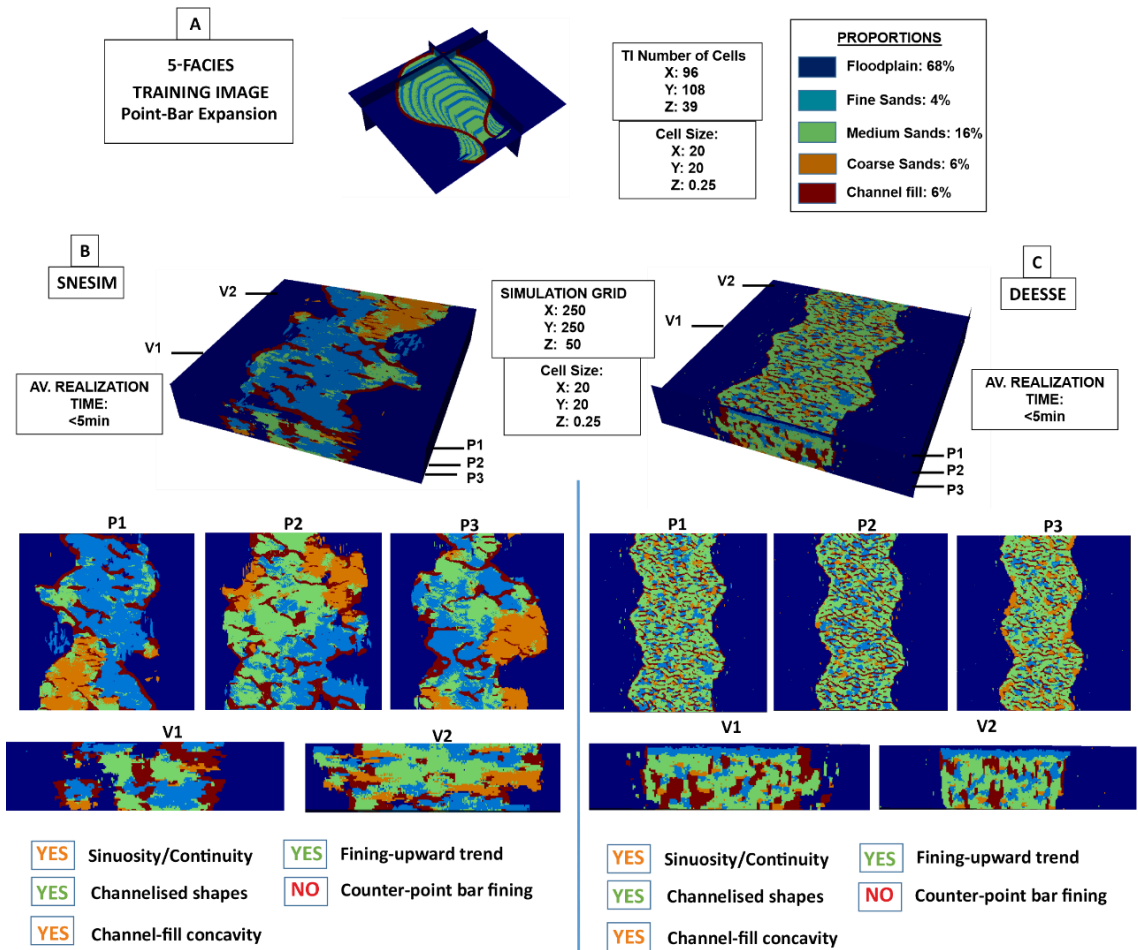 A
5-FACIES
TRAINING IMAGE
Point-Bar Expansion
TI Number of Cells
X: 96
Y: 108
Z: 39
Cell Size:
X: 20
Y: 20
Z: 0.25
PROPORTIONS
Floodplain: 68%
Fine Sands: 4%
Medium Sands: 16%
Coarse Sands: 6%
Channel fill: 6%
B
SNESIM
V2
V1
AV. REALIZATION
TIME:
<5min
P1
P2
P3
SIMULATION GRID
X: 250
Y: 250
Z: 50
Cell Size:
X: 20
Y: 20
Z: 0.25
C
DEESSE
V2
V1
AV. REALIZATION
TIME:
<5min
P1
P2
P3
P1
P2
P3
V1
V2
YES Sinuosity/Continuity
YES Fining-upward trend
YES Channelised shapes
NO Counter-point bar fining
YES Channel-fill concavity
P1
P2
P3
V1
V2
YES Sinuosity/Continuity
YES Fining-upward trend
YES Channelised shapes
NO Counter-point bar fining
YES Channel-fill concavity